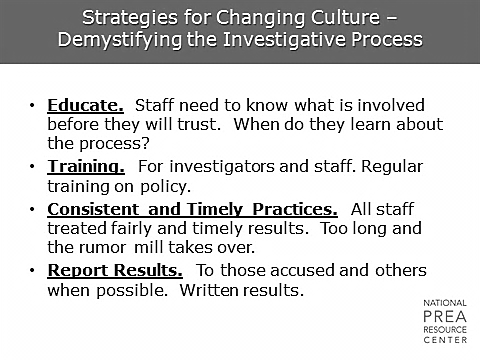 Strategies for Changing Culture –
Demystifying the Investigative Process
• Educate. Staff need to know what is involved
before they will trust. When do they learn about
the process?
• Training. For investigators and staff. Regular
training on policy.
• Consistent and Timely Practices. All staff
treated fairly and timely results. Too long and
the rumor mill takes over.
• Report Results. To those accused and others
when possible. Written results.
NATIONAL
PREA
RESOURCE
CENTER